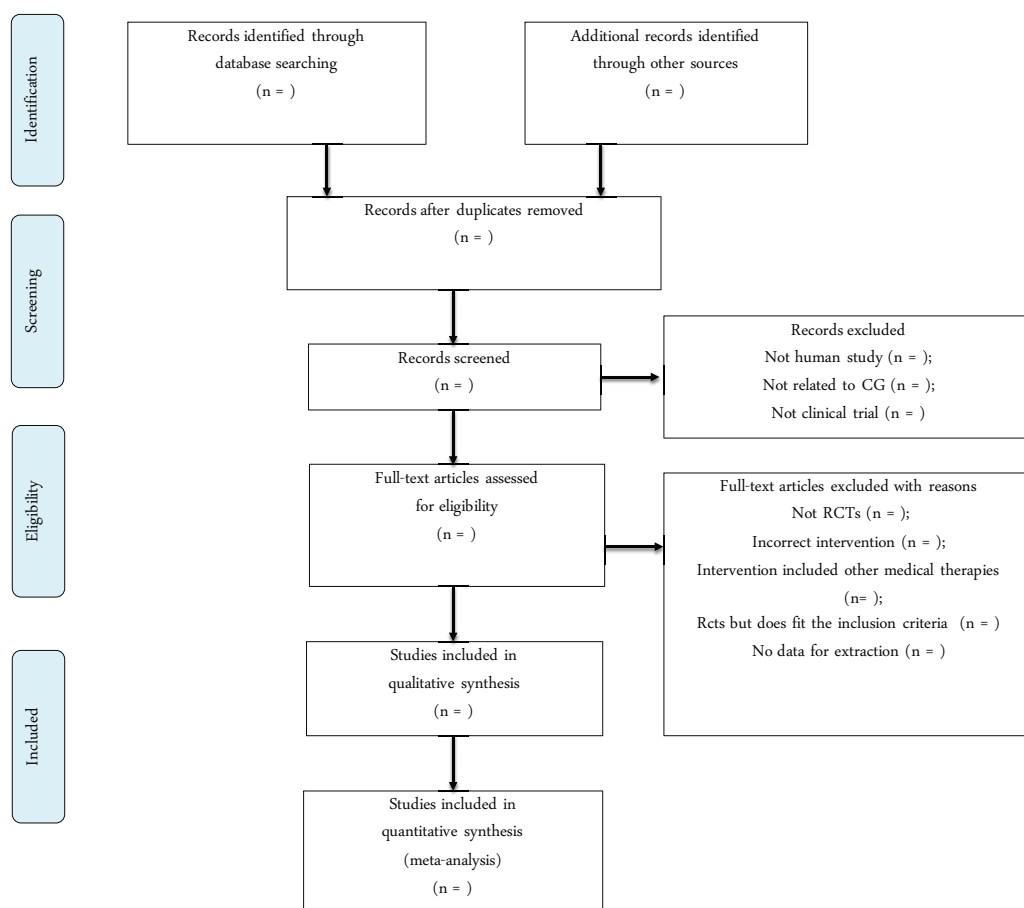 Identification
Records identified through
database searching
(n = )
Additional records identified
through other sources
(n = )
Records after duplicates removed
(n = )
Screening
Records screened
(n = )
Records excluded
Not human study (n = );
Not related to CG (n = );
Not clinical trial (n = )
Eligibility
Full-text articles assessed
for eligibility
(n = )
Full-text articles excluded with reasons
Not RCTs (n = );
Incorrect intervention (n = );
Intervention included other medical therapies
(n= );
Rcts but does fit the inclusion criteria (n = )
No data for extraction (n = )
Included
Studies included in
qualitative synthesis
(n = )
Studies included in
quantitative synthesis
(meta-analysis)
(n = )